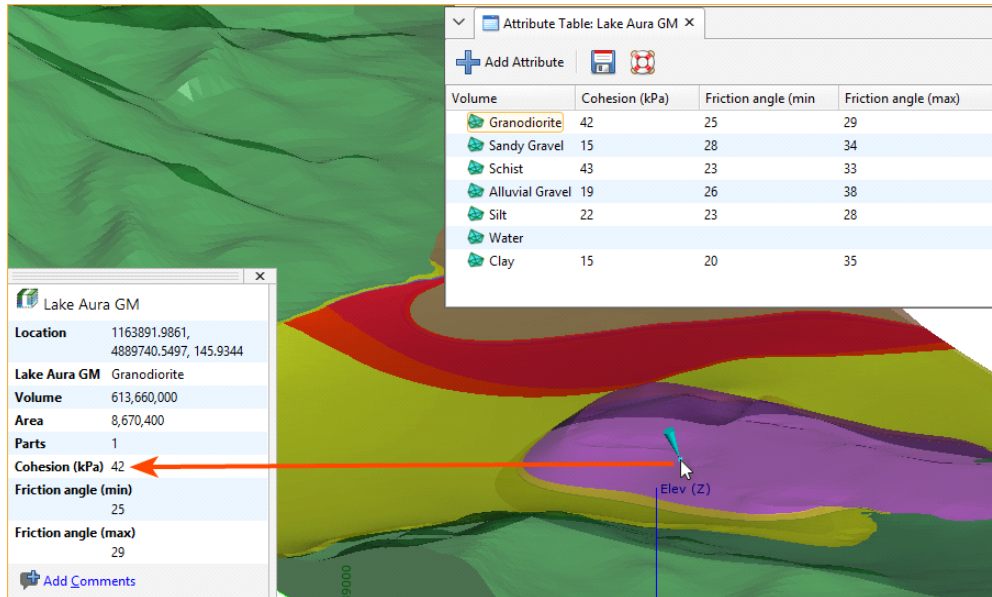 Attribute Table: Lake Aura GM
Add Attribute
Volume Cohesion (kPa) Friction angle (min Friction angle (max)
Granodiorite 42 25 29
Sandy Gravel 15 28 34
Schist 43 23 33
Alluvial Gravel 19 26 38
Silt 22 23 28
Water
Clay 15 20 35
Lake Aura GM
Location 1163891.9861,
4889740.5497, 145.9344
Lake Aura GM Granodiorite
Volume 613,660,000
Area 8,670,400
Parts 1
Cohesion (kPa) 42
Friction angle (min)
25
Friction angle (max)
29
Add Comments
Elev (Z)